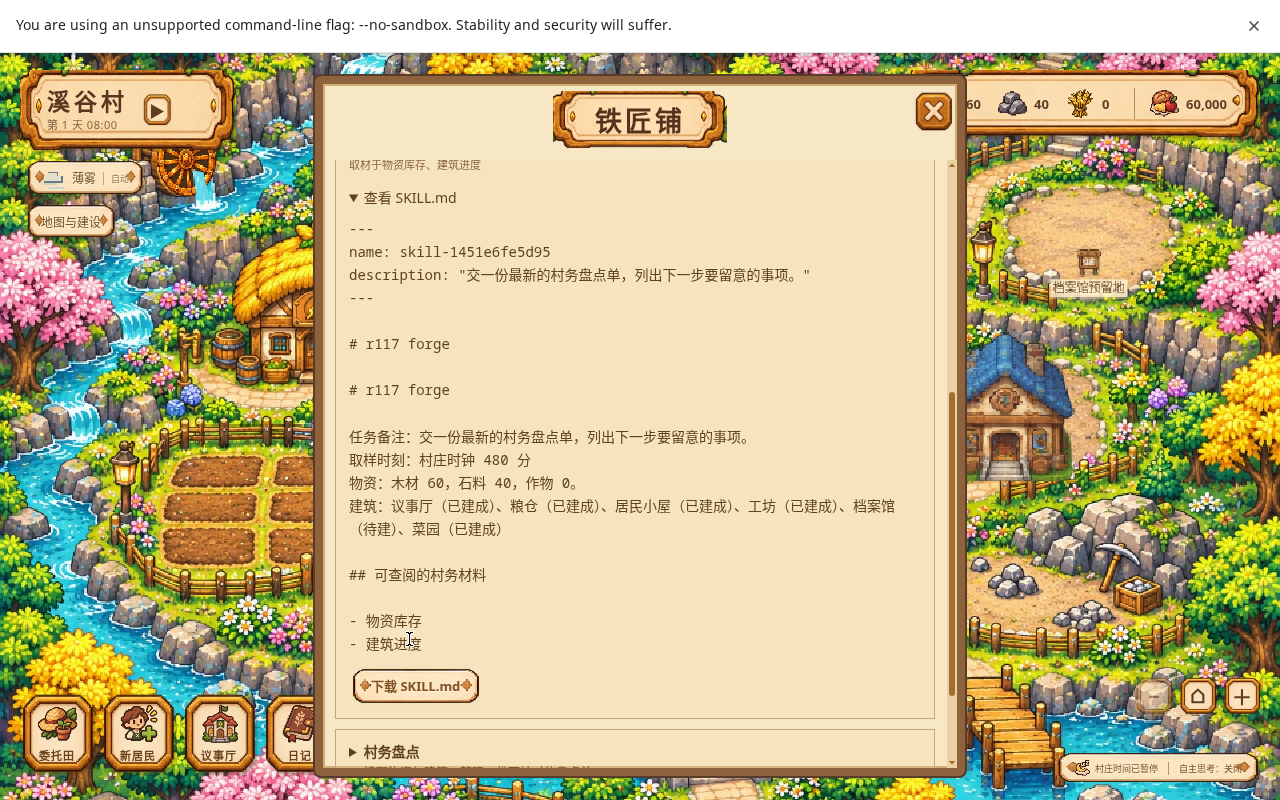 You are using an unsupported command-line flag: --no-sandbox. Stability and security will suffer.
溪谷村
第 1 天 08:00
薄雾
自动
地图与建设
铁匠铺
60
40
0
60,000
取材于物资库存、建筑进度
▼ 查看 SKILL.md
---
name: skill-1451e6fe5d95
description: "交一份最新的村务盘点单，列出下一步要留意的事项。"
---
# r117 forge
# r117 forge
任务备注：交一份最新的村务盘点单，列出下一步要留意的事项。
取样时刻：村庄时钟 480 分
物资：木材 60，石料 40，作物 0。
建筑：议事厅（已建成）、粮仓（已建成）、居民小屋（已建成）、工坊（已建成）、档案馆
（待建）、菜园（已建成）
## 可查阅的村务材料
- 物资库存
- 建筑进度
下载 SKILL.md
▶ 村务盘点
档案馆预留地
委托田
新居民
议事厅
日记
村庄时间已暂停
自主思考：关闭